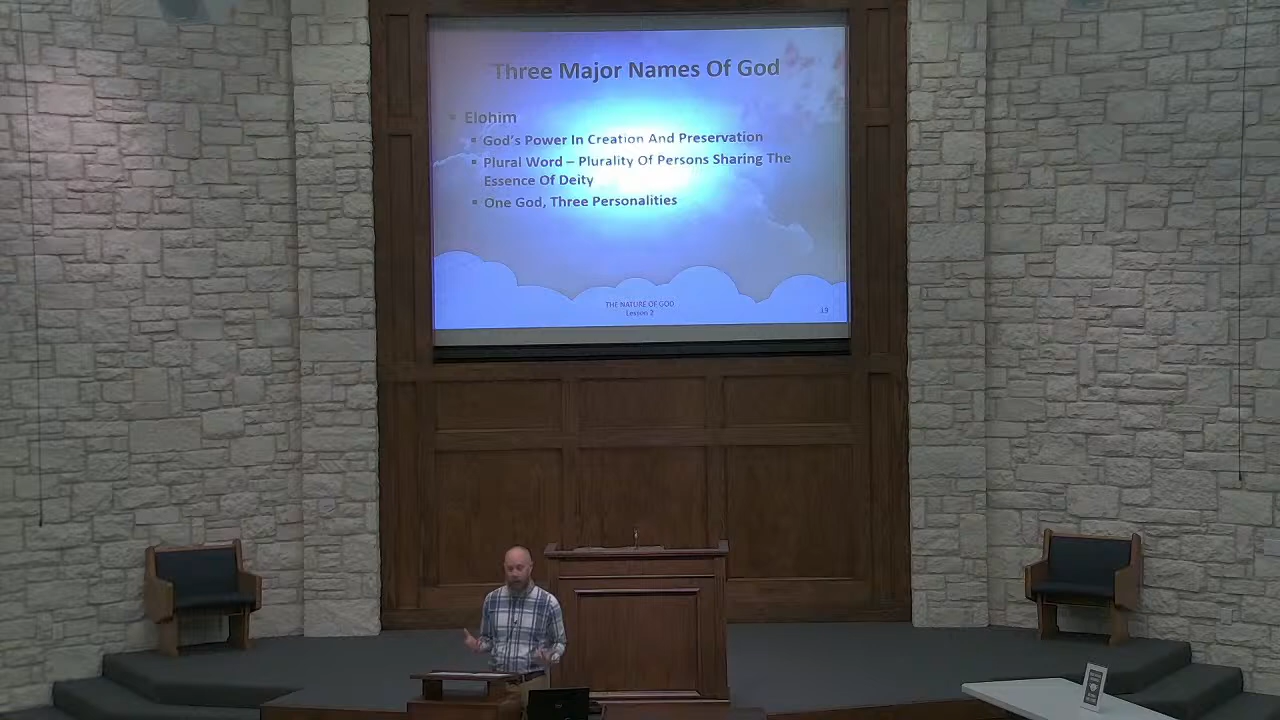 Three Major Names Of God
Elohim
God's Power In Creation And Preservation
Plural Word – Plurality Of Persons Sharing The
Essence Of Deity
One God, Three Personalities
THE NATURE OF GOD
Lesson 2
19